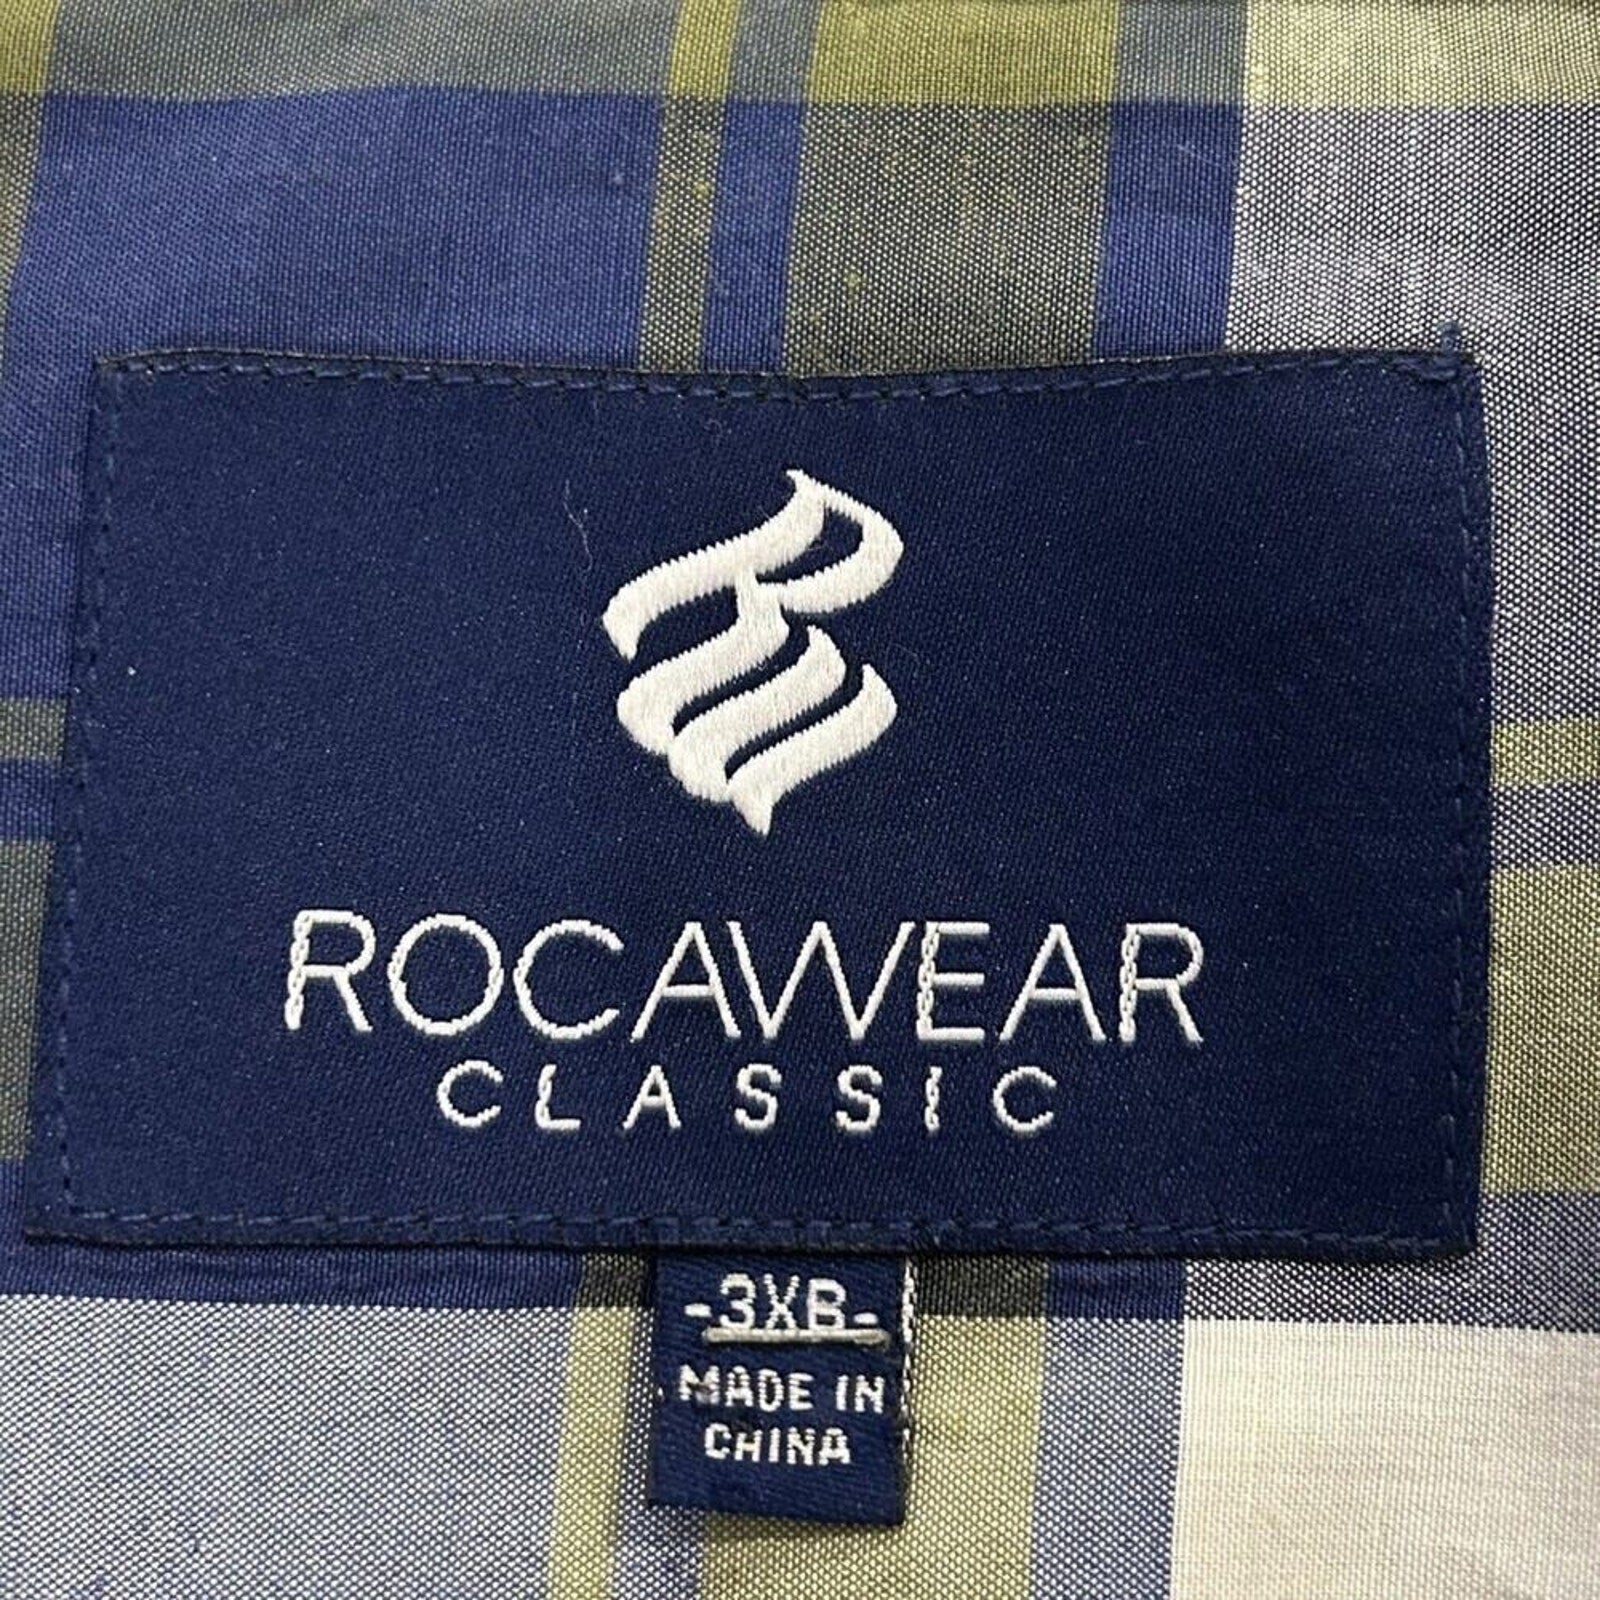 ROCAWEAR
CLASSIC
-3XB-
MADE IN
CHINA